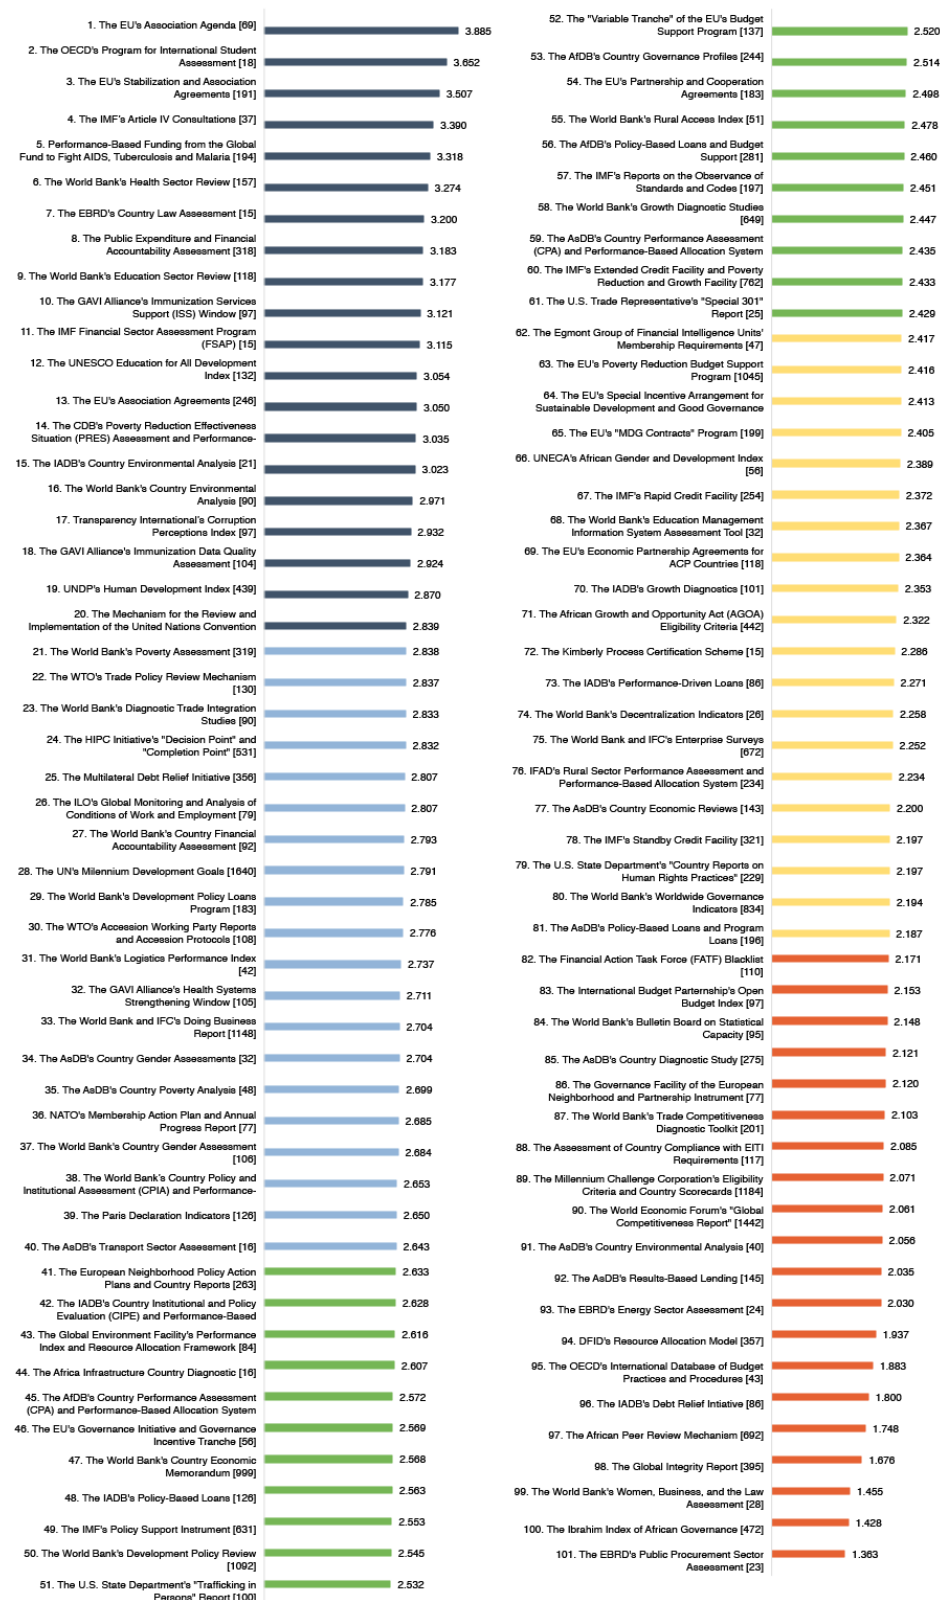 1. The EU's Association Agenda [69]
3.885
2. The OECD's Program for International Student
Assessment [18]
3.652
3. The EU's Stabilization and Association
Agreements [191]
3.507
4. The IMF's Article IV Consultations [37]
3.390
5. Performance-Based Funding from the Global
Fund to Fight AIDS, Tuberculosis and Malaria [194]
3.318
6. The World Bank's Health Sector Review [157]
3.274
7. The EBRD's Country Law Assessment [15]
3.200
8. The Public Expenditure and Financial
Accountability Assessment [318]
3.183
9. The World Bank's Education Sector Review [118]
3.177
10. The GAVI Alliance's Immunization Services
Support (ISS) Window [97]
3.121
11. The IMF Financial Sector Assessment Program
(FSAP) [15]
3.115
12. The UNESCO Education for All Development
Index [132]
3.054
13. The EU's Association Agreements [246]
3.050
14. The CDB's Poverty Reduction Effectiveness
Situation (PRES) Assessment and Performance-
3.035
15. The IADB's Country Environmental Analysis [21]
3.023
16. The World Bank's Country Environmental
Analysis [90]
2.971
17. Transparency International's Corruption
Perceptions Index [97]
2.932
18. The GAVI Alliance's Immunization Data Quality
Assessment [104]
2.924
19. UNDP's Human Development Index [439]
2.870
20. The Mechanism for the Review and
Implementation of the United Nations Convention
2.839
21. The World Bank's Poverty Assessment [319]
2.838
22. The WTO's Trade Policy Review Mechanism
[130]
2.837
23. The World Bank's Diagnostic Trade Integration
Studies [90]
2.833
24. The HIPC Initiative's "Decision Point" and
"Completion Point" [531]
2.832
25. The Multilateral Debt Relief Initiative [356]
2.807
26. The ILO's Global Monitoring and Analysis of
Conditions of Work and Employment [79]
2.807
27. The World Bank's Country Financial
Accountability Assessment [92]
2.793
28. The UN's Milennium Development Goals [1640]
2.791
29. The World Bank's Development Policy Loans
Program [183]
2.785
30. The WTO's Accession Working Party Reports
and Accession Protocols [108]
2.776
31. The World Bank's Logistics Performance Index
[42]
2.737
32. The GAVI Alliance's Health Systems
Strengthening Window [105]
2.711
33. The World Bank and IFC's Doing Business
Report [1148]
2.704
34. The AsDB's Country Gender Assessments [32]
2.704
35. The AsDB's Country Poverty Analysis [48]
2.699
36. NATO's Membership Action Plan and Annual
Progress Report [77]
2.685
37. The World Bank's Country Gender Assessment
[106]
2.684
38. The World Bank's Country Policy and
Institutional Assessment (CPIA) and Performance-
2.653
39. The Paris Declaration Indicators [126]
2.650
40. The AsDB's Transport Sector Assessment [16]
2.643
41. The European Neighborhood Policy Action
Plans and Country Reports [263]
2.633
42. The IADB's Country Institutional and Policy
Evaluation (CIPE) and Performance-Based
2.628
43. The Global Environment Facility's Performance
Index and Resource Allocation Framework [84]
2.616
44. The Africa Infrastructure Country Diagnostic [16]
2.607
45. The AfDB's Country Performance Assessment
(CPA) and Performance-Based Allocation System
2.572
46. The EU's Governance Initiative and Governance
Incentive Tranche [56]
2.569
47. The World Bank's Country Economic
Memorandum [999]
2.568
48. The IADB's Policy-Based Loans [126]
2.563
49. The IMF's Policy Support Instrument [631]
2.553
50. The World Bank's Development Policy Review
[1092]
2.545
51. The U.S. State Department's "Trafficking in
Persons" Report [100]
2.532
52. The "Variable Tranche" of the EU's Budget
Support Program [137]
2.520
53. The AfDB's Country Governance Profiles [244]
2.514
54. The EU's Partnership and Cooperation
Agreements [183]
2.498
55. The World Bank's Rural Access Index [51]
2.478
56. The AfDB's Policy-Based Loans and Budget
Support [281]
2.460
57. The IMF's Reports on the Observance of
Standards and Codes [197]
2.451
58. The World Bank's Growth Diagnostic Studies
[649]
2.447
59. The AsDB's Country Performance Assessment
(CPA) and Performance-Based Allocation System
2.435
60. The IMF's Extended Credit Facility and Poverty
Reduction and Growth Facility [762]
2.433
61. The U.S. Trade Representative's "Special 301"
Report [25]
2.429
62. The Egmont Group of Financial Intelligence Units'
Membership Requirements [47]
2.417
63. The EU's Poverty Reduction Budget Support
Program [1045]
2.416
64. The EU's Special Incentive Arrangement for
Sustainable Development and Good Governance
2.413
65. The EU's "MDG Contracts" Program [199]
2.405
66. UNECA's African Gender and Development Index
[56]
2.389
67. The IMF's Rapid Credit Facility [254]
2.372
68. The World Bank's Education Management
Information System Assessment Tool [32]
2.367
69. The EU's Economic Partnership Agreements for
ACP Countries [118]
2.364
70. The IADB's Growth Diagnostics [101]
2.353
71. The African Growth and Opportunity Act (AGOA)
Eligibility Criteria [442]
2.322
72. The Kimberly Process Certification Scheme [15]
2.286
73. The IADB's Performance-Driven Loans [86]
2.271
74. The World Bank's Decentralization Indicators [26]
2.258
75. The World Bank and IFC's Enterprise Surveys
[672]
2.252
76. IFAD's Rural Sector Performance Assessment and
Performance-Based Allocation System [234]
2.234
77. The AsDB's Country Economic Reviews [143]
2.200
78. The IMF's Standby Credit Facility [321]
2.197
79. The U.S. State Department's "Country Reports on
Human Rights Practices" [229]
2.197
80. The World Bank's Worldwide Governance
Indicators [834]
2.194
81. The AsDB's Policy-Based Loans and Program
Loans [196]
2.187
82. The Financial Action Task Force (FATF) Blacklist
[110]
2.171
83. The International Budget Parternship's Open
Budget Index [97]
2.153
84. The World Bank's Bulletin Board on Statistical
Capacity [95]
2.148
85. The AsDB's Country Diagnostic Study [275]
2.121
86. The Governance Facility of the European
Neighborhood and Partnership Instrument [77]
2.120
87. The World Bank's Trade Competitiveness
Diagnostic Toolkit [201]
2.103
88. The Assessment of Country Compliance with EITI
Requirements [117]
2.085
89. The Millennium Challenge Corporation's Eligibility
Criteria and Country Scorecards [1184]
2.071
90. The World Economic Forum's "Global
Competitiveness Report" [1442]
2.061
91. The AsDB's Country Environmental Analysis [40]
2.056
92. The AsDB's Results-Based Lending [145]
2.035
93. The EBRD's Energy Sector Assessment [24]
2.030
94. DFID's Resource Allocation Model [357]
1.937
95. The OECD's International Database of Budget
Practices and Procedures [43]
1.883
96. The IADB's Debt Relief Intiative [86]
1.800
97. The African Peer Review Mechanism [692]
1.748
98. The Global Integrity Report [395]
1.676
99. The World Bank's Women, Business, and the Law
Assessment [28]
1.455
100. The Ibrahim Index of African Governance [472]
1.428
101. The EBRD's Public Procurement Sector
Assessment [23]
1.363